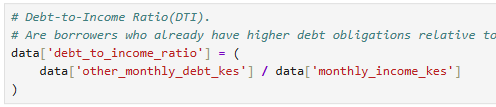 # Debt-to-Income Ratio(DTI).
# Are borrowers who already have higher debt obligations relative to
data['debt_to_income_ratio'] = (
    data['other_monthly_debt_kes'] / data['monthly_income_kes']
)